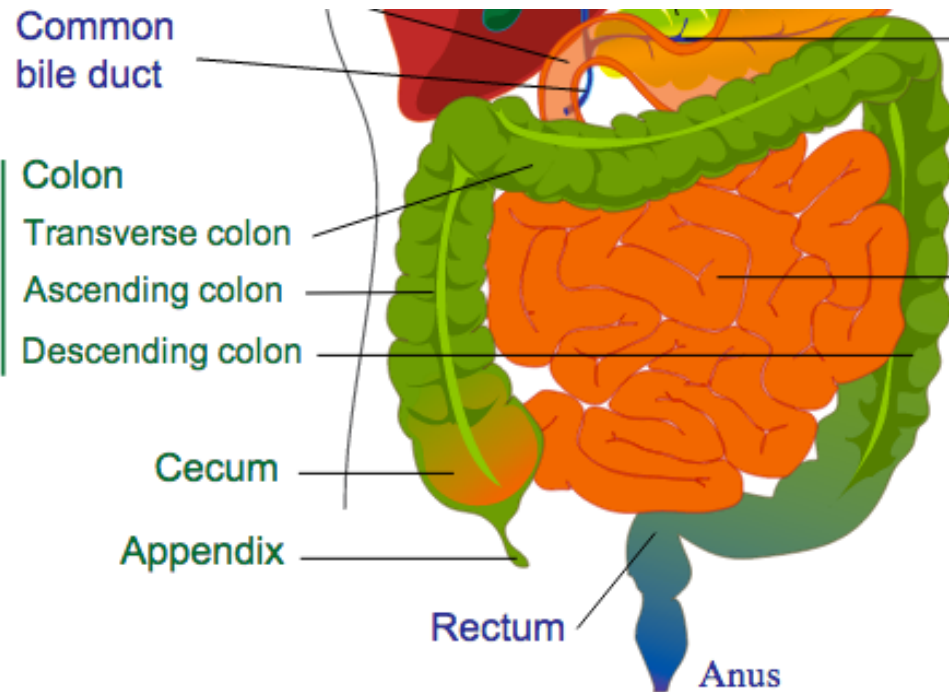 Common
bile duct
Colon
Transverse colon
Ascending colon
Descending colon
Cecum
Appendix
Rectum
Anus